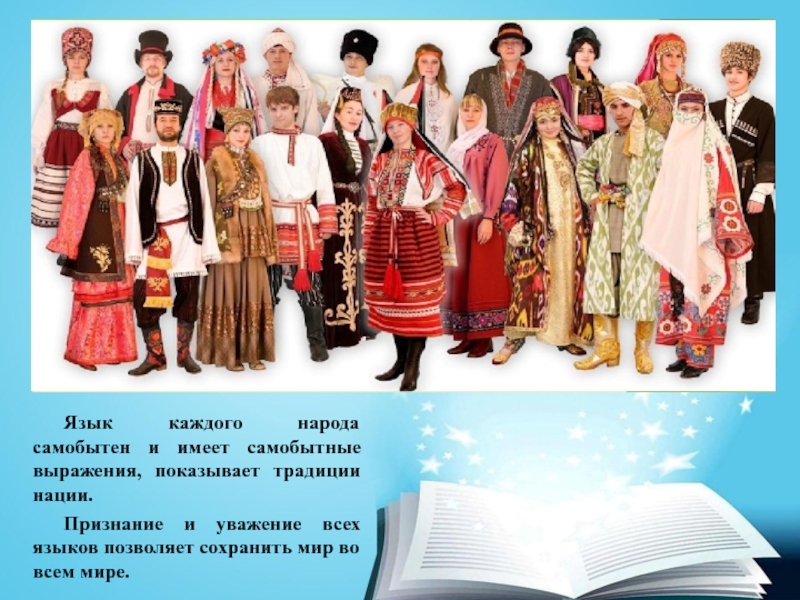 Язык каждого народа
самобытен и имеет самобытные
выражения, показывает традиции
нации.
Признание и уважение всех
языков позволяет сохранить мир во
всем мире.